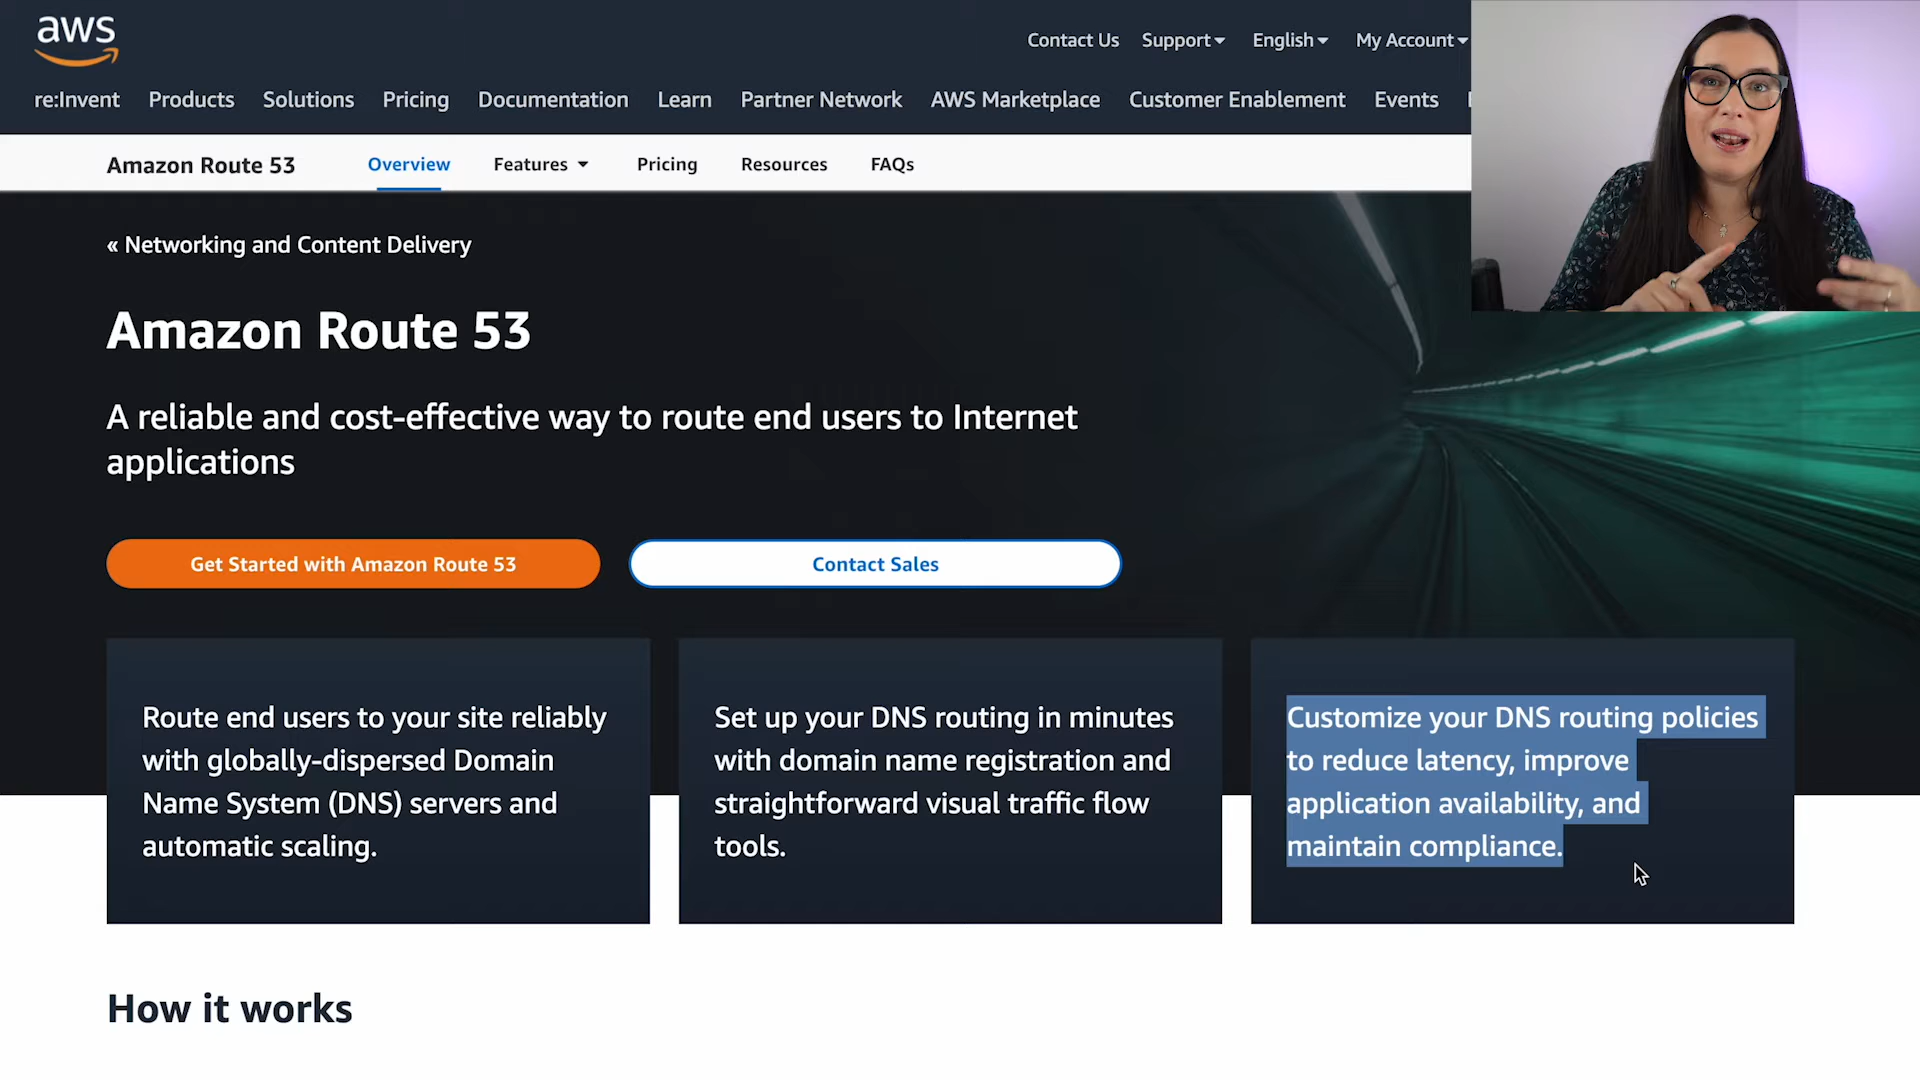 aws
Contact Us Support English My Account
re:Invent Products Solutions Pricing Documentation Learn Partner Network AWS Marketplace Customer Enablement Events
Amazon Route 53 Overview Features Pricing Resources FAQs
« Networking and Content Delivery
Amazon Route 53
A reliable and cost-effective way to route end users to Internet
applications
Get Started with Amazon Route 53 Contact Sales
Route end users to your site reliably
with globally-dispersed Domain
Name System (DNS) servers and
automatic scaling.
Set up your DNS routing in minutes
with domain name registration and
straightforward visual traffic flow
tools.
Customize your DNS routing policies
to reduce latency, improve
application availability, and
maintain compliance.
How it works